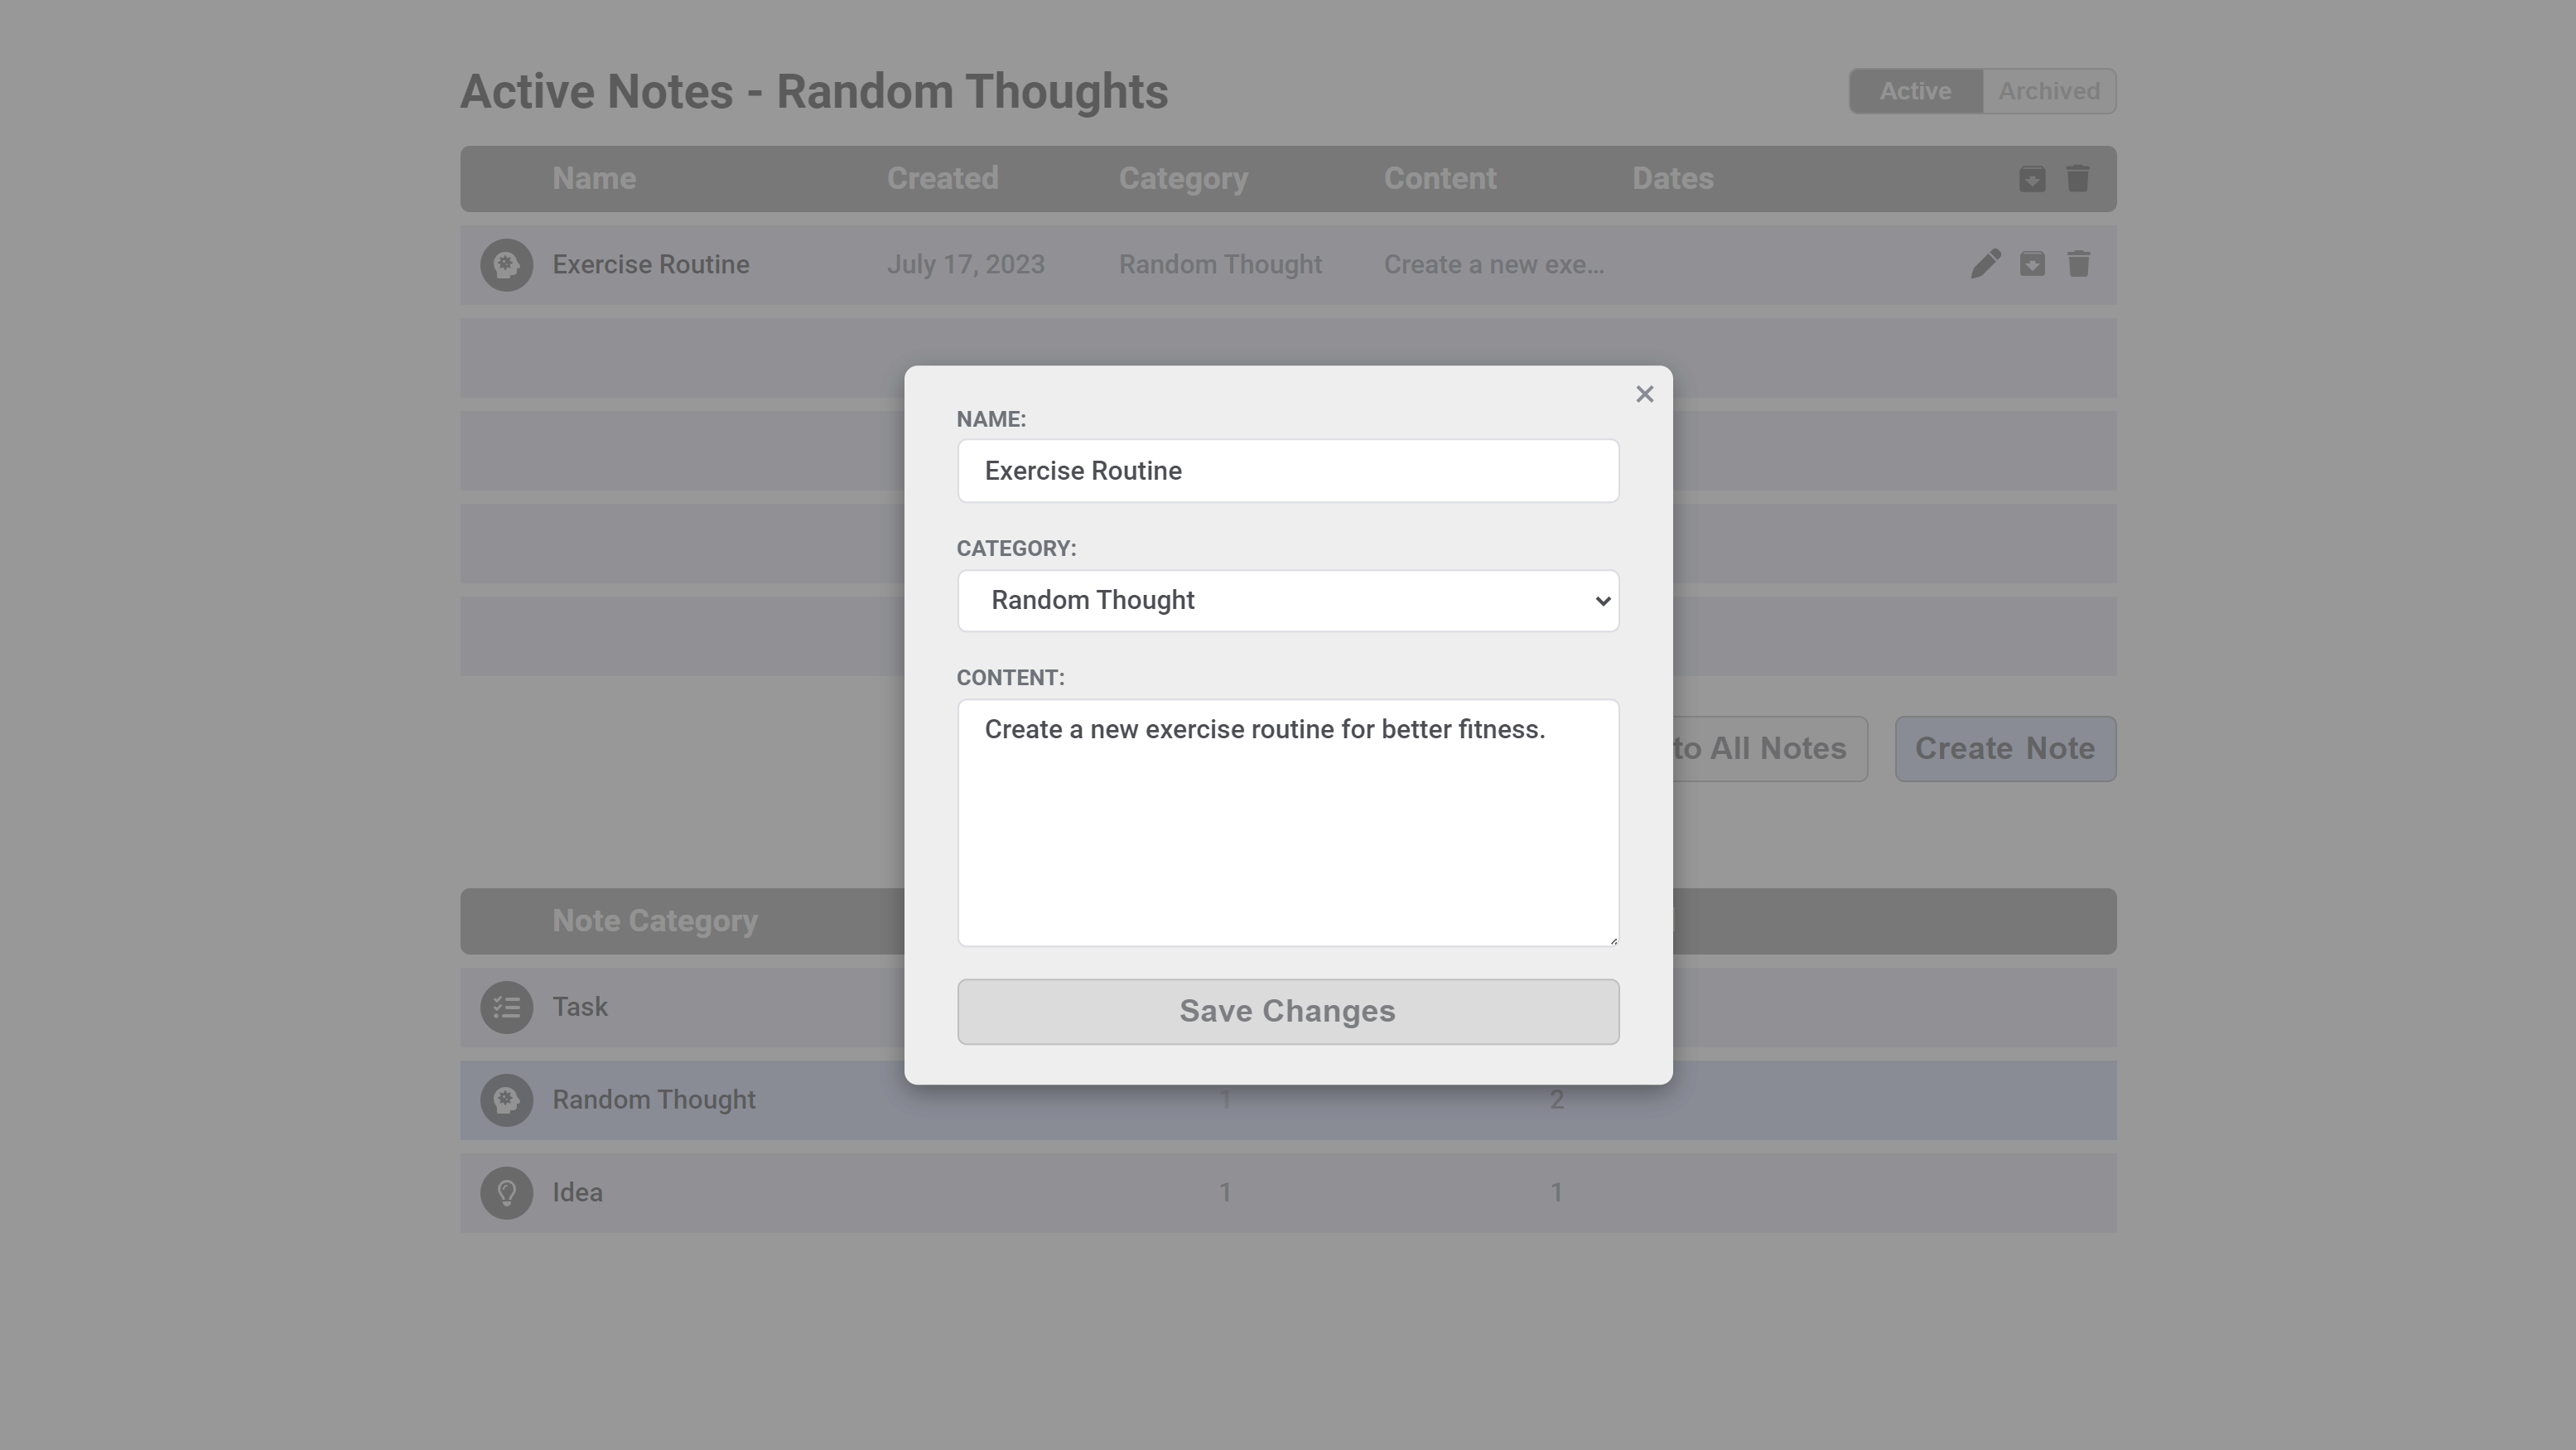 Active Notes - Random Thoughts
Active Archived
Name Created Category Content Dates
Exercise Routine July 17, 2023 Random Thought Create a new exe...
NAME:
Exercise Routine
CATEGORY:
Random Thought
CONTENT:
Create a new exercise routine for better fitness.
to All Notes
Create Note
Save Changes
Note Category
Task
Random Thought 1 2
Idea 1 1